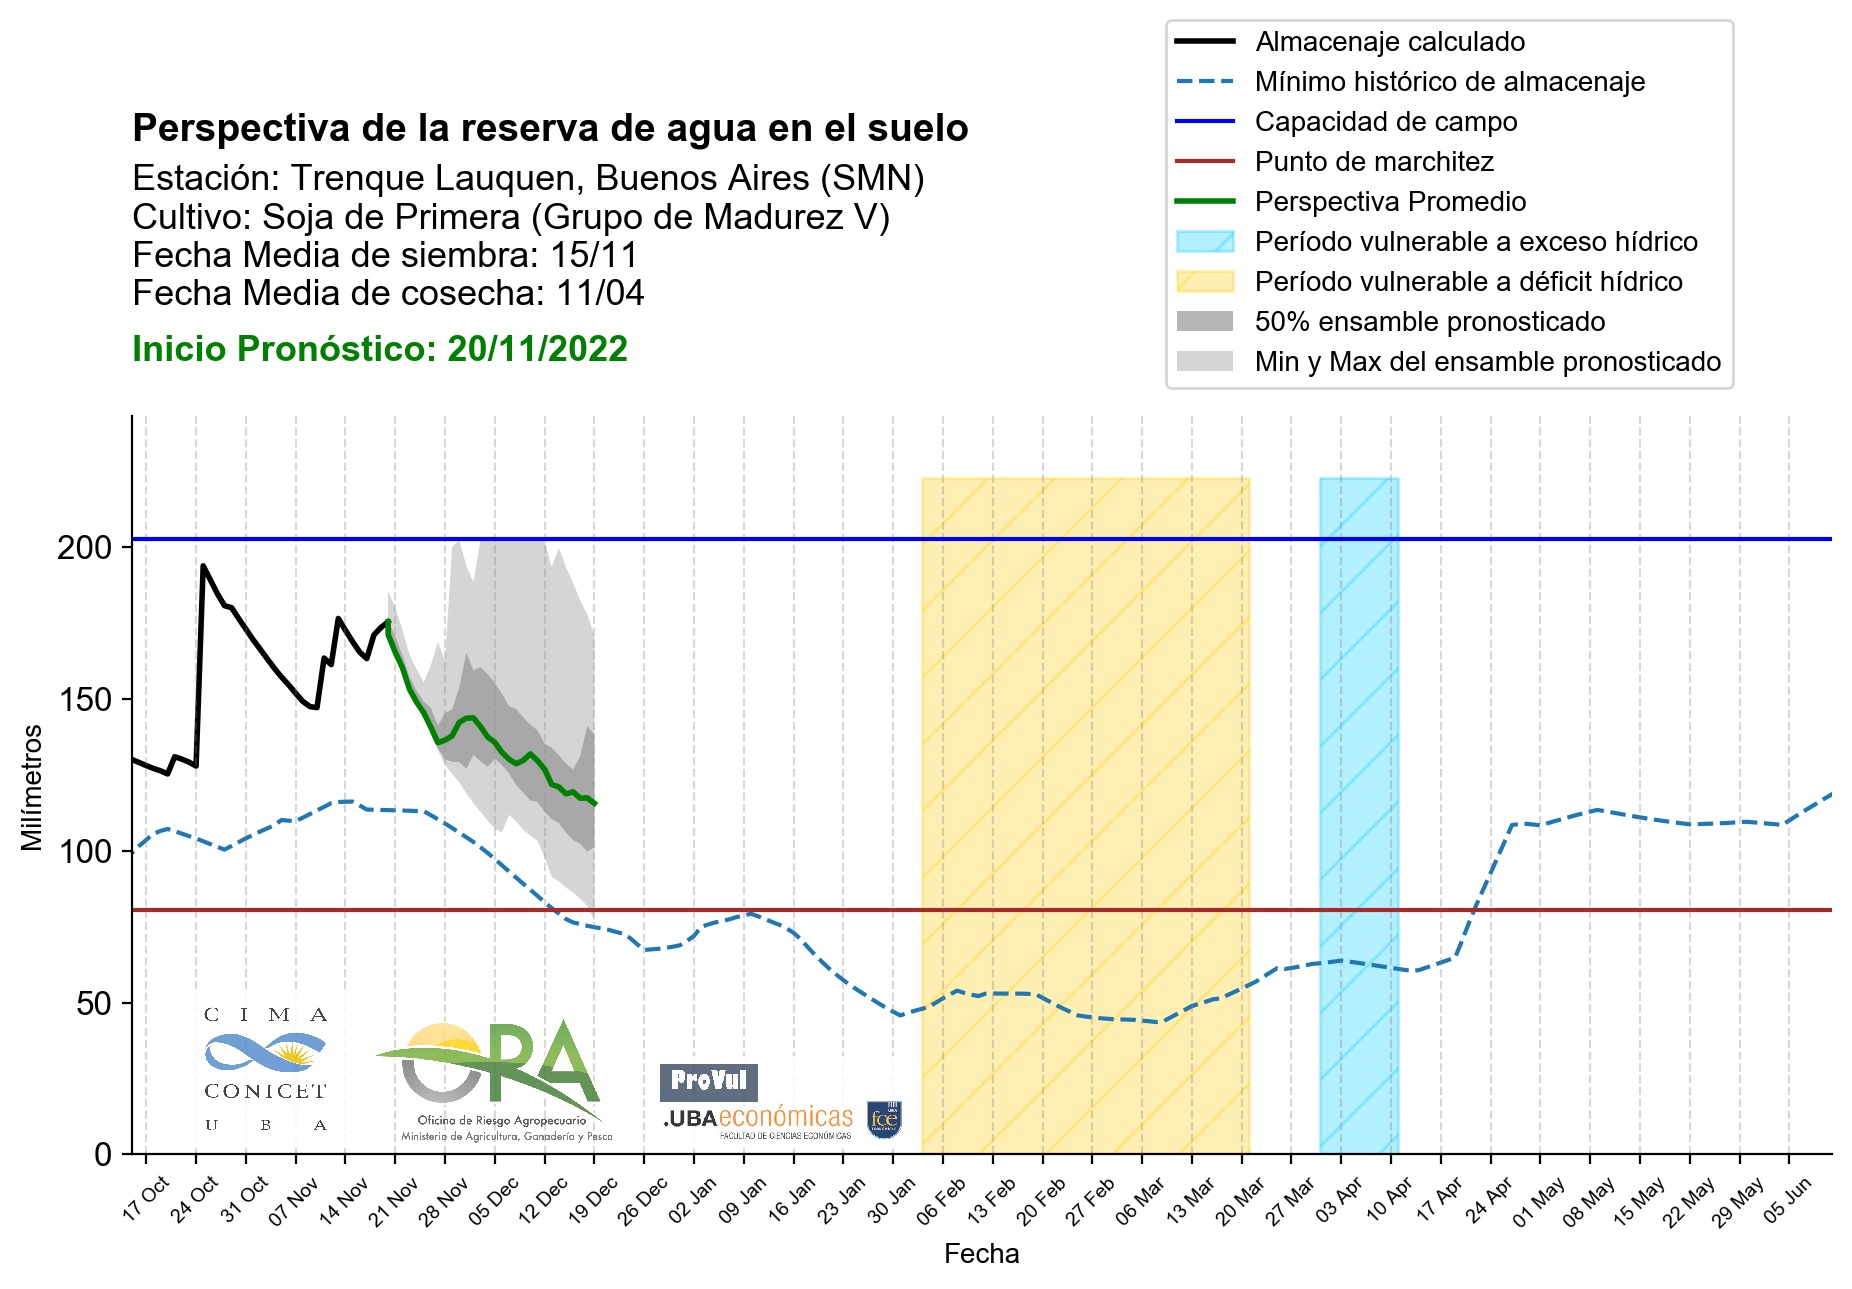 Almacenaje calculado
Mínimo histórico de almacenaje
Capacidad de campo
Punto de marchitez
Perspectiva Promedio
Período vulnerable a exceso hídrico
Período vulnerable a déficit hídrico
50% ensamble pronosticado
Min y Max del ensamble pronosticado
Perspectiva de la reserva de agua en el suelo
Estación: Trenque Lauquen, Buenos Aires (SMN)
Cultivo: Soja de Primera (Grupo de Madurez V)
Fecha Media de siembra: 15/11
Fecha Media de cosecha: 11/04
Inicio Pronóstico: 20/11/2022
Milímetros
200
150
100
50
0
CIMA
CONICET
UBA
ORA
Oficina de Riesgo Agropecuario
Ministerio de Agricultura, Ganadería y Pesca
ProVul
.UBAeconómicas
FACULTAD DE CIENCIAS ECONÓMICAS
fce
17 Oct
24 Oct
31 Oct
07 Nov
14 Nov
21 Nov
28 Nov
05 Dec
12 Dec
19 Dec
26 Dec
02 Jan
09 Jan
16 Jan
23 Jan
30 Jan
06 Feb
13 Feb
20 Feb
27 Feb
06 Mar
13 Mar
20 Mar
27 Mar
03 Apr
10 Apr
17 Apr
24 Apr
01 May
08 May
15 May
22 May
29 May
05 Jun
Fecha